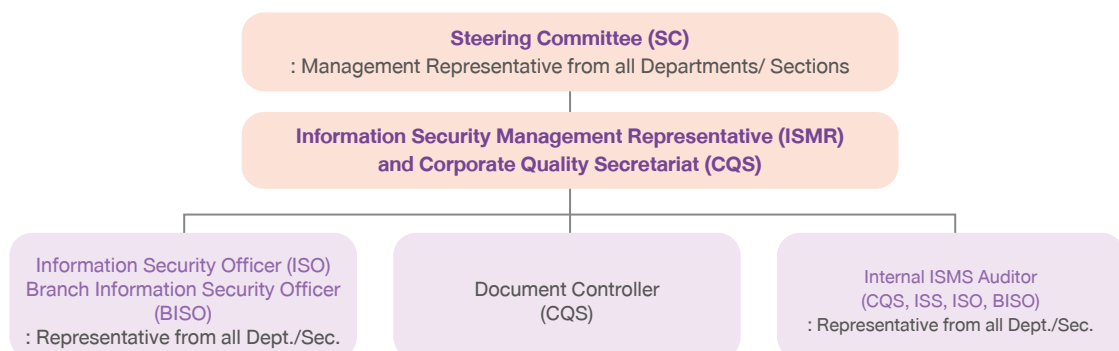 Steering Committee (SC)
: Management Representative from all Departments/ Sections
Information Security Management Representative (ISMR)
and Corporate Quality Secretariat (CQS)
Information Security Officer (ISO)
Branch Information Security Officer
(BISO)
: Representative from all Dept./Sec.
Document Controller
(CQS)
Internal ISMS Auditor
(CQS, ISS, ISO, BISO)
: Representative from all Dept./Sec.